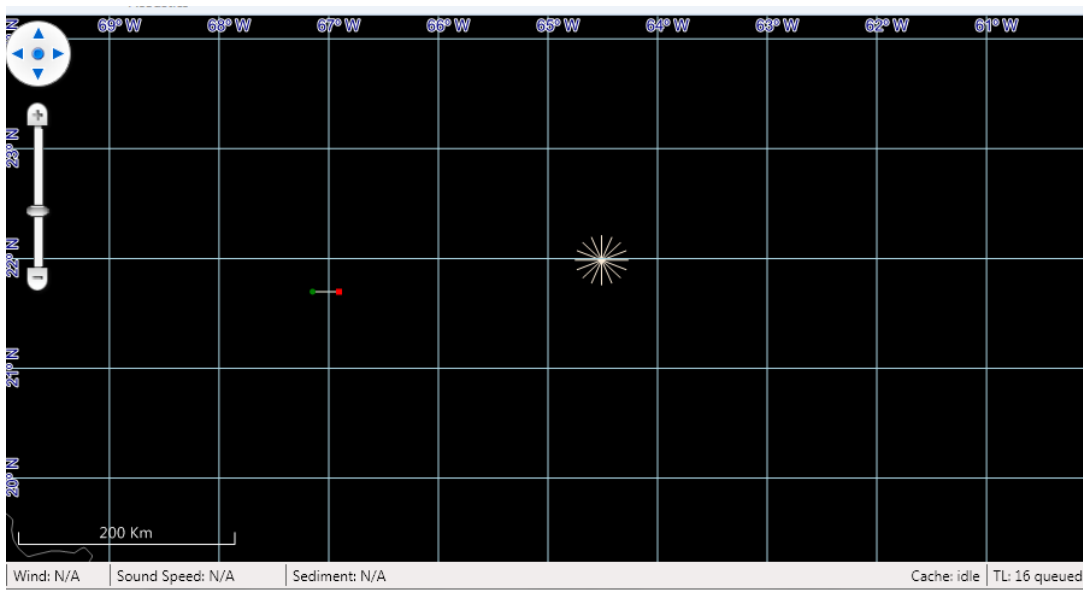 69° W 68° W 67° W 66° W 65° W 64° W 63° W 62° W 61° W
23° N
22° N
21° N
20° N
200 Km
Wind: N/A Sound Speed: N/A Sediment: N/A Cache: idle TL: 16 queued